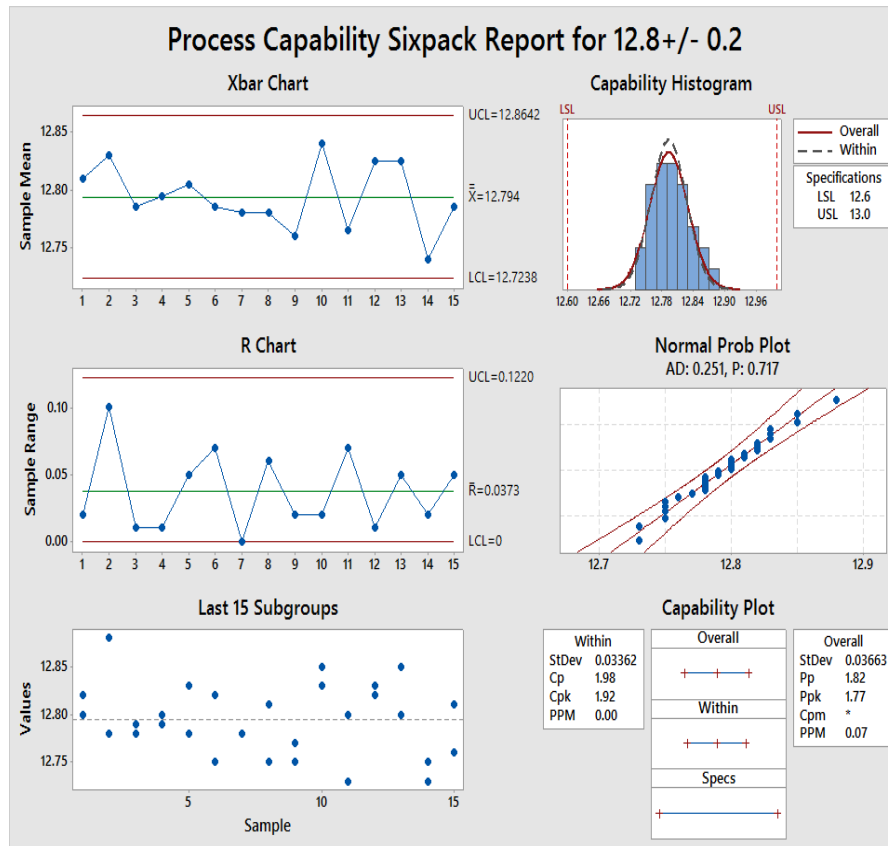 Process Capability Sixpack Report for 12.8+/- 0.2
Xbar Chart
Sample Mean
12.85
12.80
12.75
UCL=12.8642
X̿=12.794
LCL=12.7238
1 2 3 4 5 6 7 8 9 10 11 12 13 14 15
Capability Histogram
LSL USL
12.60 12.66 12.72 12.78 12.84 12.90 12.96
Overall
Within
Specifications
LSL 12.6
USL 13.0
R Chart
Sample Range
0.10
0.05
0.00
UCL=0.1220
R̄=0.0373
LCL=0
1 2 3 4 5 6 7 8 9 10 11 12 13 14 15
Normal Prob Plot
AD: 0.251, P: 0.717
12.7 12.8 12.9
Last 15 Subgroups
Values
12.85
12.80
12.75
5 10 15
Sample
Capability Plot
Within
StDev 0.03362
Cp 1.98
Cpk 1.92
PPM 0.00
Overall
Within
Specs
Overall
StDev 0.03663
Pp 1.82
Ppk 1.77
Cpm *
PPM 0.07